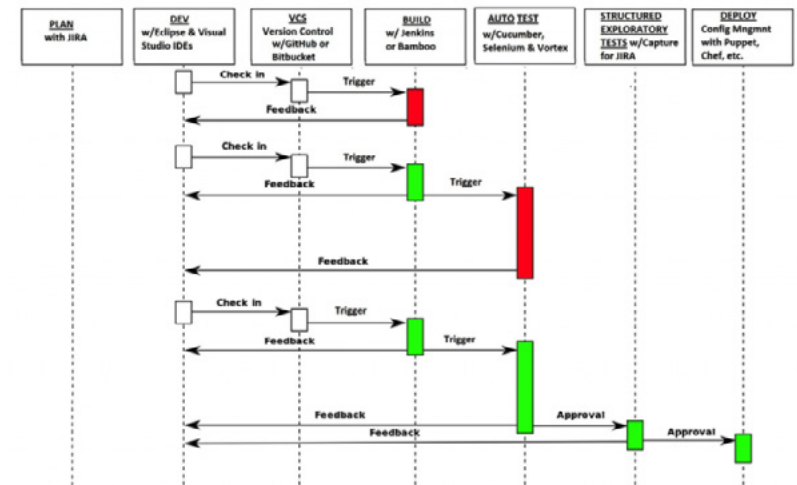 PLAN
with JIRA
DEV
w/Eclipse & Visual
Studio IDEs
VCS
Version Control
w/GitHub or
Bitbucket
BUILD
w/ Jenkins
or Bamboo
AUTO TEST
w/Cucumber,
Selenium & Vortex
STRUCTURED
EXPLORATORY
TESTS w/Capture
for JIRA
DEPLOY
Config Mngmnt
with Puppet,
Chef, etc.
Check in
Trigger
Feedback
Check in
Trigger
Feedback
Trigger
Feedback
Check in
Trigger
Feedback
Trigger
Feedback
Approval
Feedback
Approval